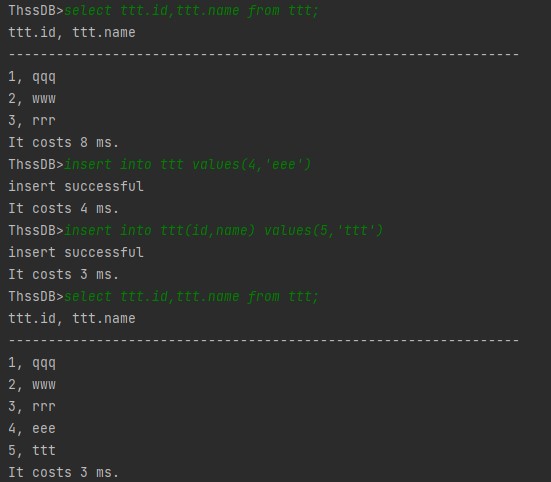 ThssDB>select ttt.id,ttt.name from ttt;
ttt.id, ttt.name
----------------------------------------------------------------
1, qqq
2, www
3, rrr
It costs 8 ms.
ThssDB>insert into ttt values(4,'eee')
insert successful
It costs 4 ms.
ThssDB>insert into ttt(id,name) values(5,'ttt')
insert successful
It costs 3 ms.
ThssDB>select ttt.id,ttt.name from ttt;
ttt.id, ttt.name
----------------------------------------------------------------
1, qqq
2, www
3, rrr
4, eee
5, ttt
It costs 3 ms.